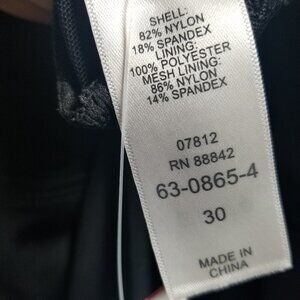 SHELL:
82% NYLON
18% SPANDEX
LINING:
100% POLYESTER
MESH LINING:
86% NYLON
14% SPANDEX
07812
RN 88842
63-0865-4
30
MADE IN
CHINA